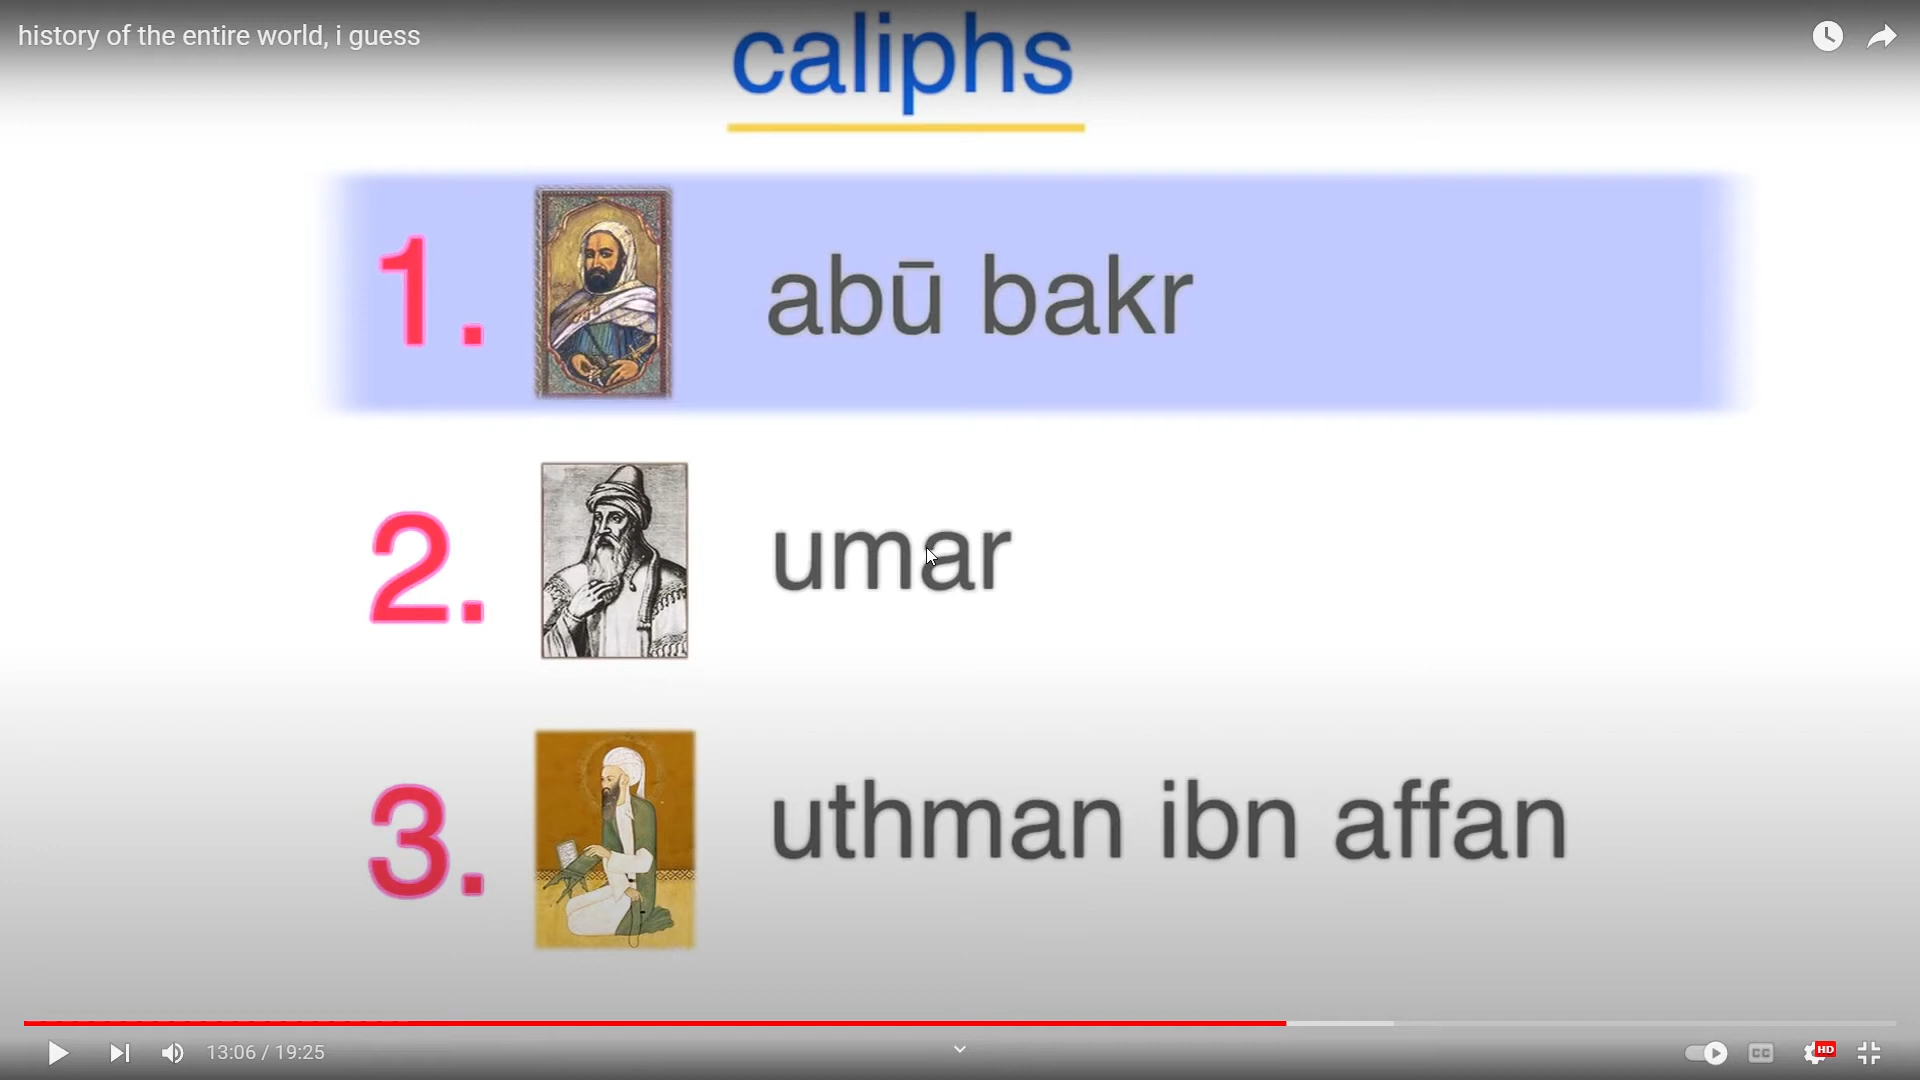 history of the entire world, i guess
caliphs
1. abū bakr
2. umar
3. uthman ibn affan
13:06 / 19:25
CC
HD